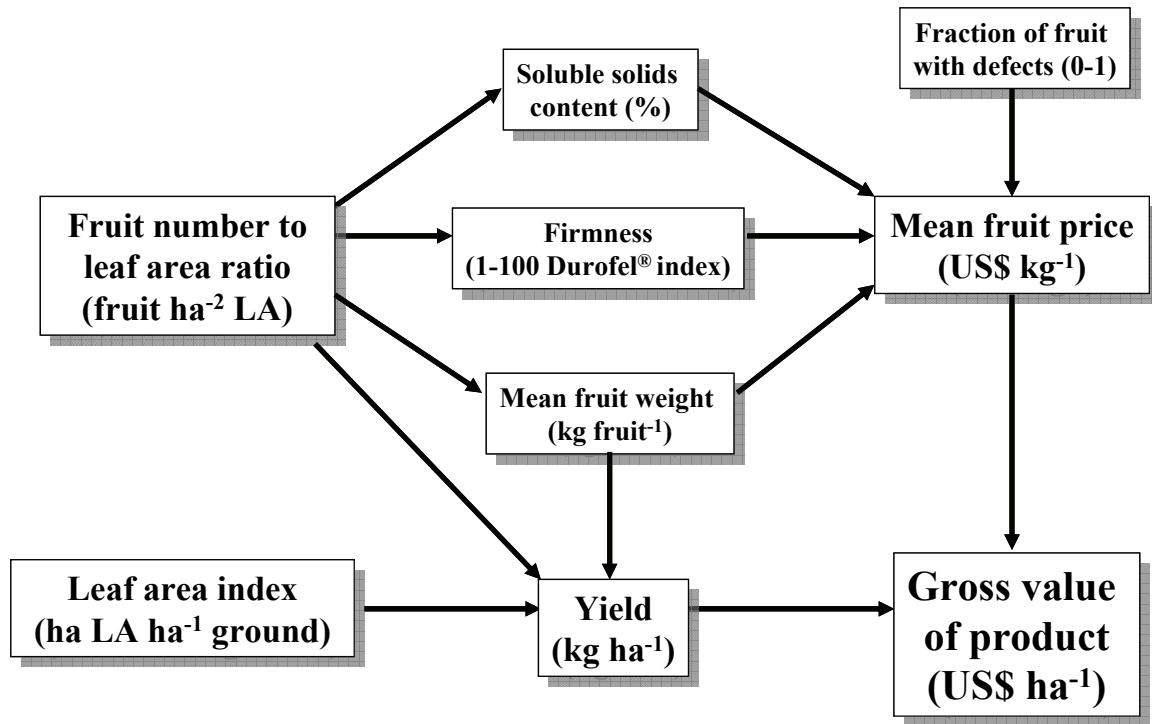 Fraction of fruit
with defects (0-1)
Soluble solids
content (%)
Fruit number to
leaf area ratio
(fruit ha⁻² LA)
Firmness
(1-100 Durofel® index)
Mean fruit price
(US$ kg⁻¹)
Mean fruit weight
(kg fruit⁻¹)
Leaf area index
(ha LA ha⁻¹ ground)
Yield
(kg ha⁻¹)
Gross value
of product
(US$ ha⁻¹)